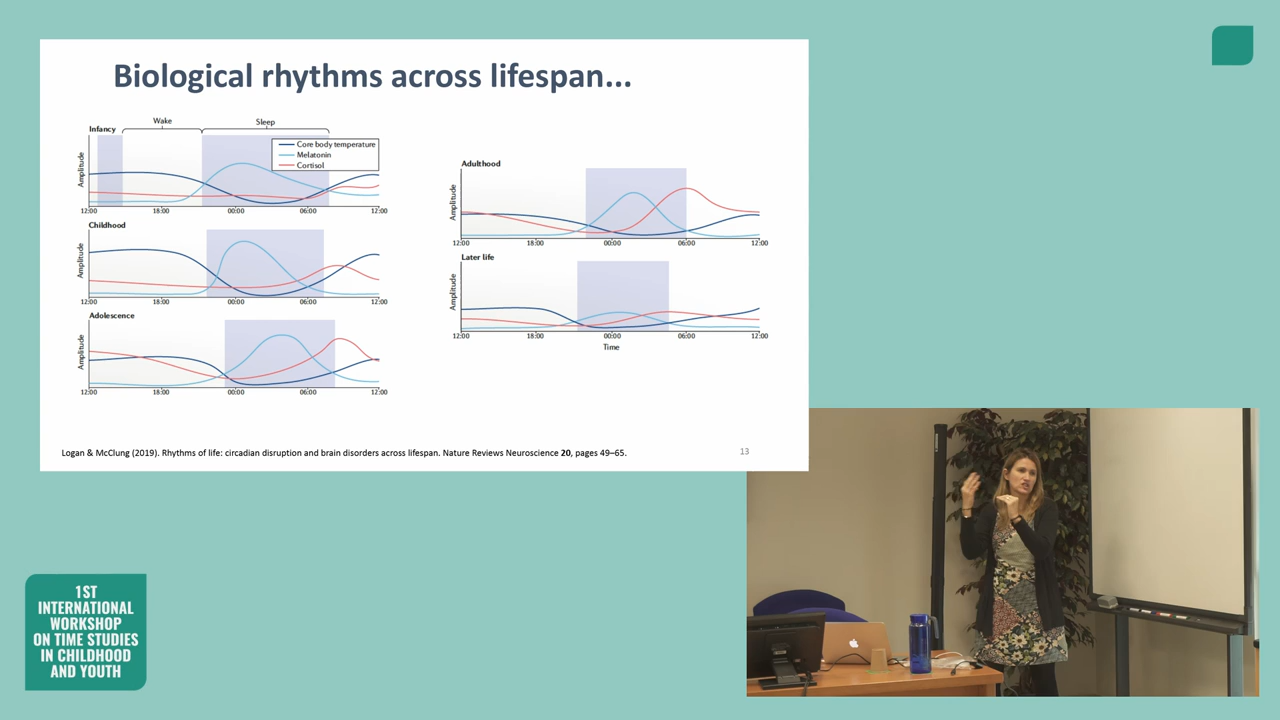 Biological rhythms across lifespan...
Wake
Sleep
Infancy
Core body temperature
Melatonin
Cortisol
Amplitude
12:00 18:00 00:00 06:00 12:00
Childhood
Amplitude
12:00 18:00 00:00 06:00 12:00
Adolescence
Amplitude
12:00 18:00 00:00 06:00 12:00
Adulthood
Amplitude
12:00 18:00 00:00 06:00 12:00
Later life
Amplitude
12:00 18:00 00:00 06:00 12:00
Time
Logan & McClung (2019). Rhythms of life: circadian disruption and brain disorders across lifespan. Nature Reviews Neuroscience 20, pages 49–65.
13
1ST
INTERNATIONAL
WORKSHOP
ON TIME STUDIES
IN CHILDHOOD
AND YOUTH